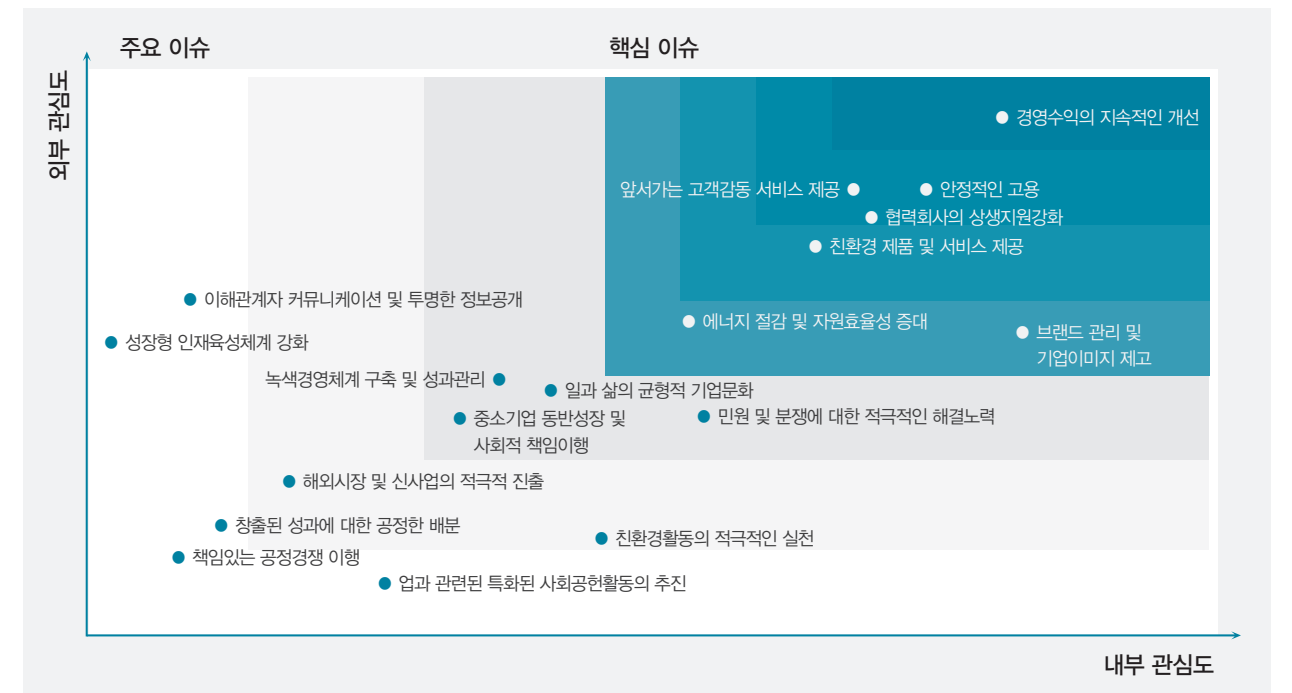 주요 이슈
핵심 이슈
외부 관심도
경영수익의 지속적인 개선
앞서가는 고객감동 서비스 제공
안정적인 고용
협력회사의 상생지원강화
친환경 제품 및 서비스 제공
이해관계자 커뮤니케이션 및 투명한 정보공개
에너지 절감 및 자원효율성 증대
브랜드 관리 및
기업이미지 제고
성장형 인재육성체계 강화
녹색경영체계 구축 및 성과관리
일과 삶의 균형적 기업문화
중소기업 동반성장 및
사회적 책임이행
민원 및 분쟁에 대한 적극적인 해결노력
해외시장 및 신사업의 적극적 진출
창출된 성과에 대한 공정한 배분
친환경활동의 적극적인 실천
책임있는 공정경쟁 이행
업과 관련된 특화된 사회공헌활동의 추진
내부 관심도